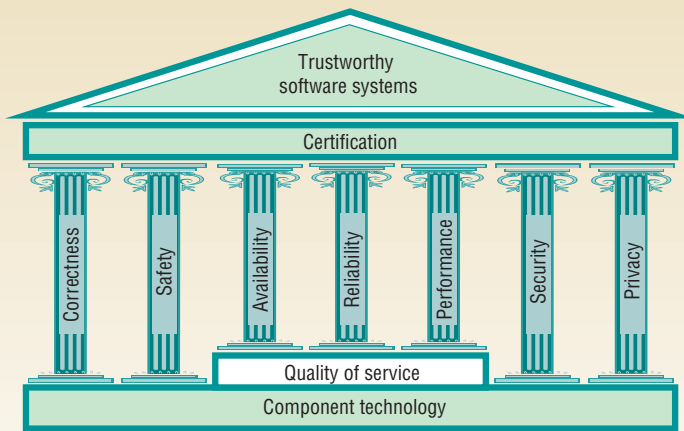 Trustworthy
software systems
Certification
Correctness
Safety
Availability
Reliability
Performance
Security
Privacy
Quality of service
Component technology